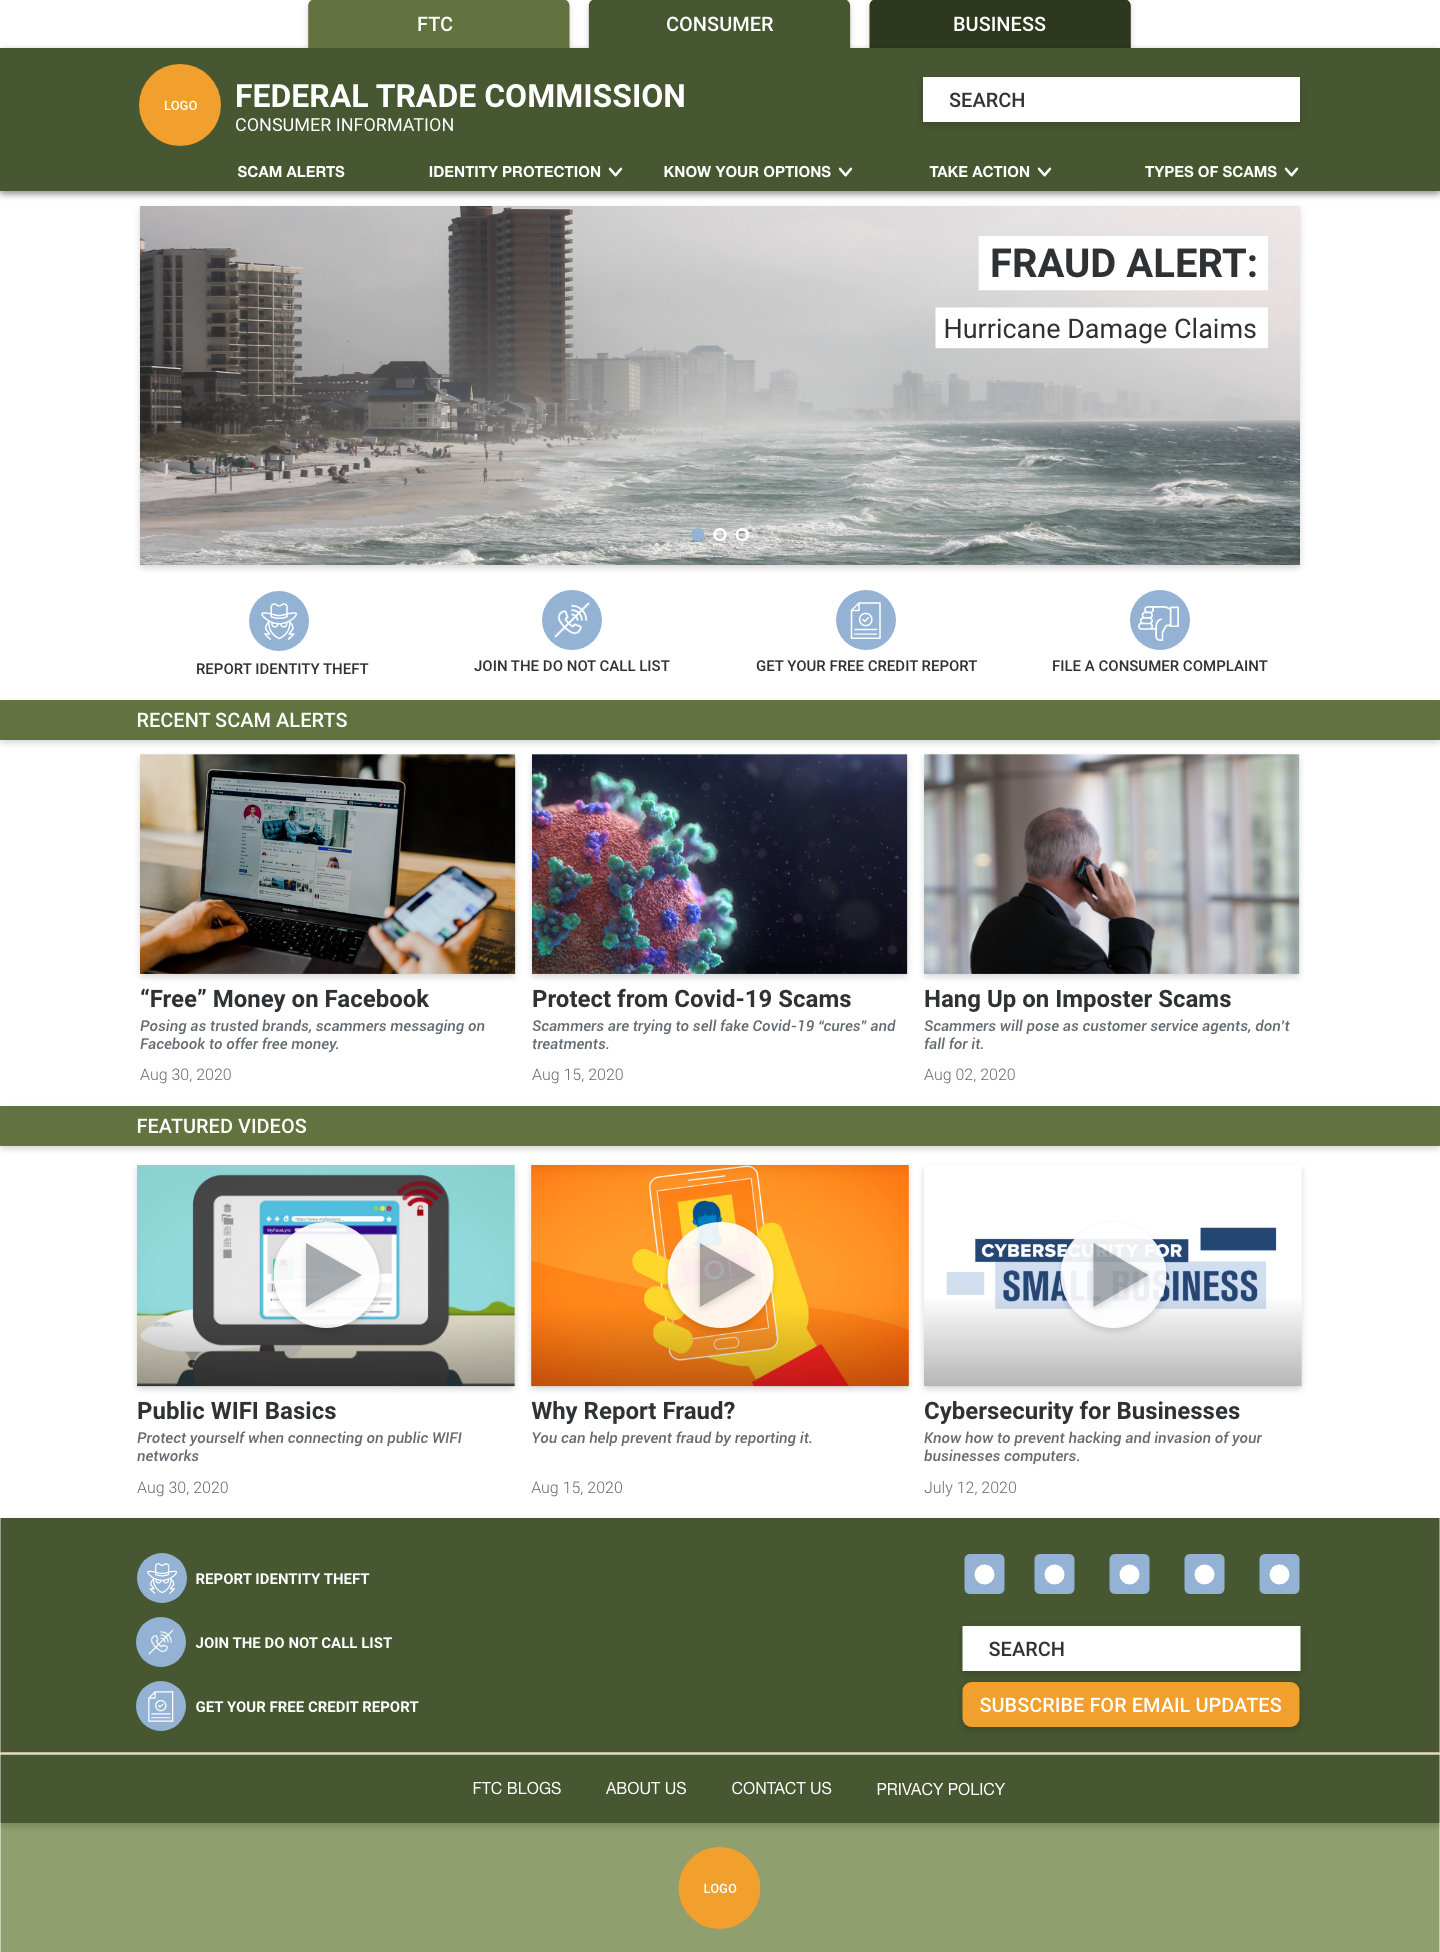 FTC
CONSUMER
BUSINESS
LOGO
FEDERAL TRADE COMMISSION
CONSUMER INFORMATION
SEARCH
SCAM ALERTS
IDENTITY PROTECTION
KNOW YOUR OPTIONS
TAKE ACTION
TYPES OF SCAMS
FRAUD ALERT:
Hurricane Damage Claims
REPORT IDENTITY THEFT
JOIN THE DO NOT CALL LIST
GET YOUR FREE CREDIT REPORT
FILE A CONSUMER COMPLAINT
RECENT SCAM ALERTS
“Free” Money on Facebook
Posing as trusted brands, scammers messaging on
Facebook to offer free money.
Aug 30, 2020
Protect from Covid-19 Scams
Scammers are trying to sell fake Covid-19 “cures” and
treatments.
Aug 15, 2020
Hang Up on Imposter Scams
Scammers will pose as customer service agents, don’t
fall for it.
Aug 02, 2020
FEATURED VIDEOS
CYBERSECURITY FOR
SMALL BUSINESS
Public WIFI Basics
Protect yourself when connecting on public WIFI
networks
Aug 30, 2020
Why Report Fraud?
You can help prevent fraud by reporting it.
Aug 15, 2020
Cybersecurity for Businesses
Know how to prevent hacking and invasion of your
businesses computers.
July 12, 2020
REPORT IDENTITY THEFT
JOIN THE DO NOT CALL LIST
GET YOUR FREE CREDIT REPORT
SEARCH
SUBSCRIBE FOR EMAIL UPDATES
FTC BLOGS
ABOUT US
CONTACT US
PRIVACY POLICY
LOGO